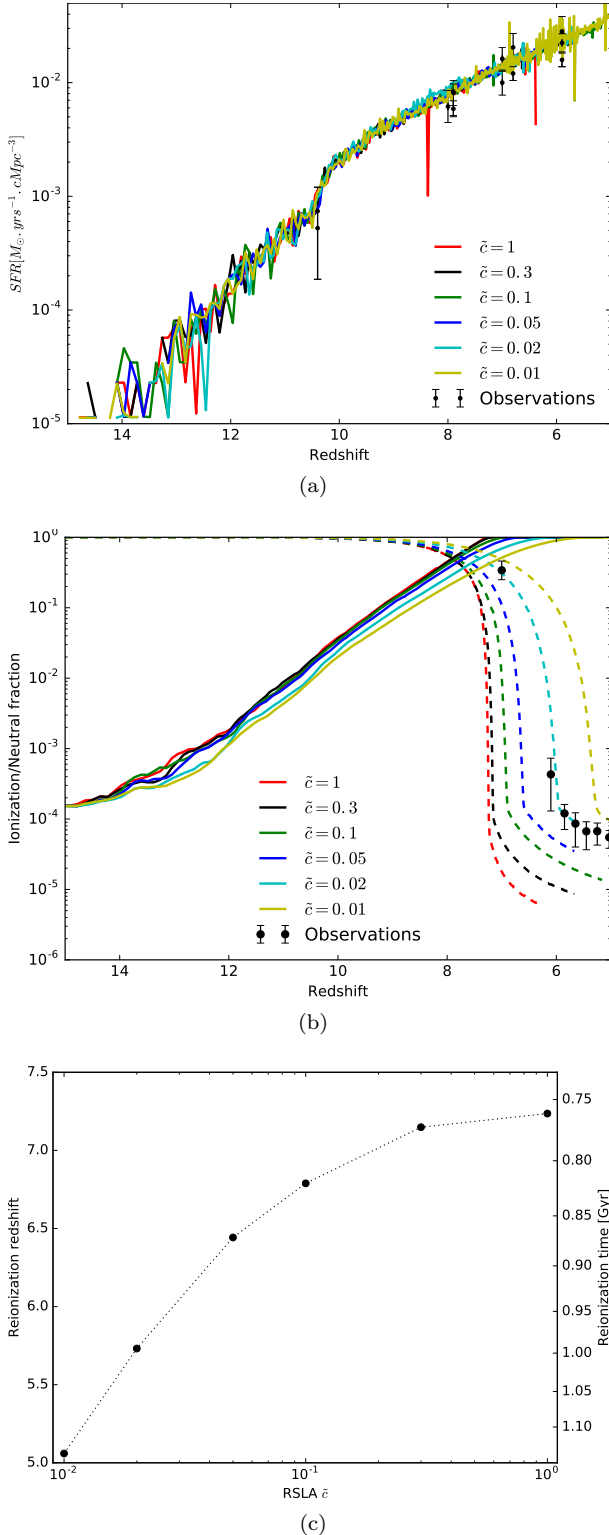 10^{-2}
10^{-3}
10^{-4}
10^{-5}
SFR[M_⊙.yrs^{-1}.cMpc^{-3}]
c̃ = 1
c̃ = 0.3
c̃ = 0.1
c̃ = 0.05
c̃ = 0.02
c̃ = 0.01
Observations
14 12 10 8 6
Redshift
(a)
10^0
10^{-1}
10^{-2}
10^{-3}
10^{-4}
10^{-5}
10^{-6}
Ionization/Neutral fraction
c̃ = 1
c̃ = 0.3
c̃ = 0.1
c̃ = 0.05
c̃ = 0.02
c̃ = 0.01
Observations
14 12 10 8 6
Redshift
(b)
7.5
7.0
6.5
6.0
5.5
5.0
Reionization redshift
0.75
0.80
0.85
0.90
0.95
1.00
1.05
1.10
Reionization time [Gyr]
10^{-2} 10^{-1} 10^0
RSLA c̃
(c)